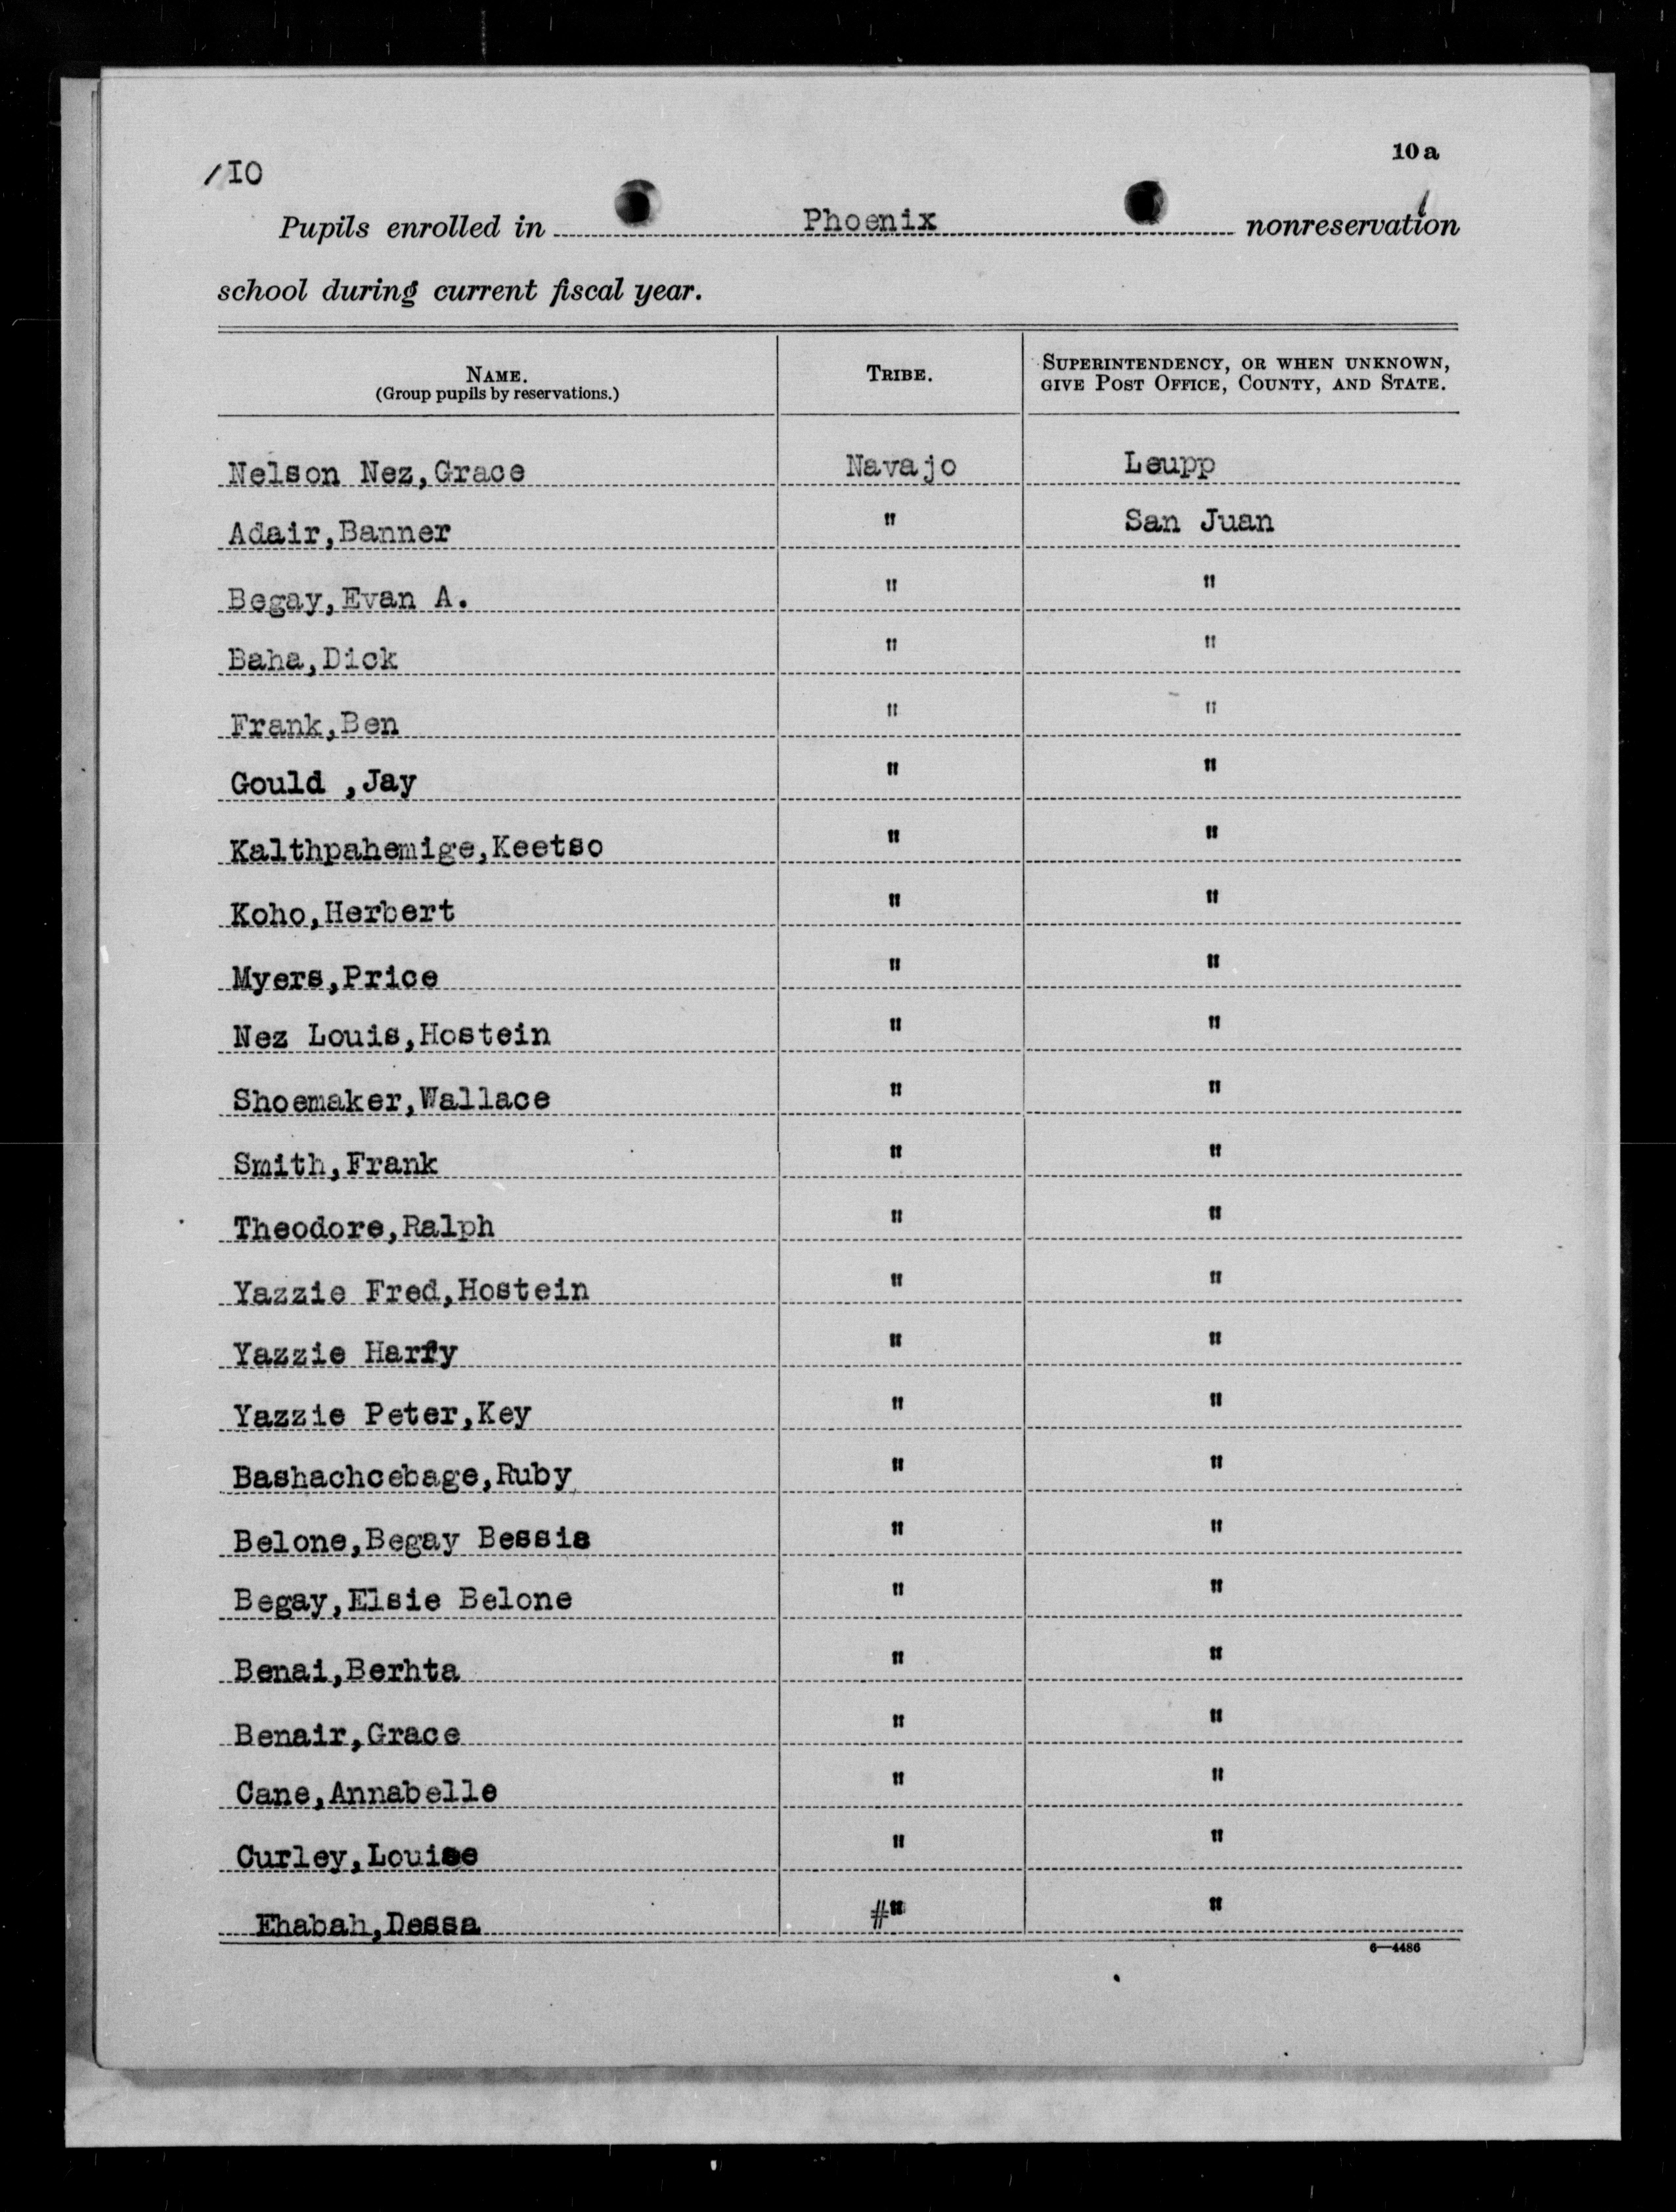 10 a
/10
Pupils enrolled in Phoenix nonreservation
school during current fiscal year.
NAME. TRIBE. SUPERINTENDENCY, OR WHEN UNKNOWN,
(Group pupils by reservations.) GIVE POST OFFICE, COUNTY, AND STATE.
Nelson Nez,Grace Navajo Leupp
Adair,Banner " San Juan
Begay,Evan A. " "
Baha,Dick " "
Frank,Ben " "
Gould ,Jay " "
Kalthpahemige,Keetso " "
Koho,Herbert " "
Myers,Price " "
Nez Louis,Hostein " "
Shoemaker,Wallace " "
Smith,Frank " "
Theodore,Ralph " "
Yazzie Fred,Hostein " "
Yazzie Harry " "
Yazzie Peter,Key " "
Bashachcebage,Ruby " "
Belone,Begay Bessie " "
Begay,Elsie Belone " "
Benai,Berhta " "
Benair,Grace " "
Cane,Annabelle " "
Curley,Louise " "
Ehabah,Dessa #" "
6—4486